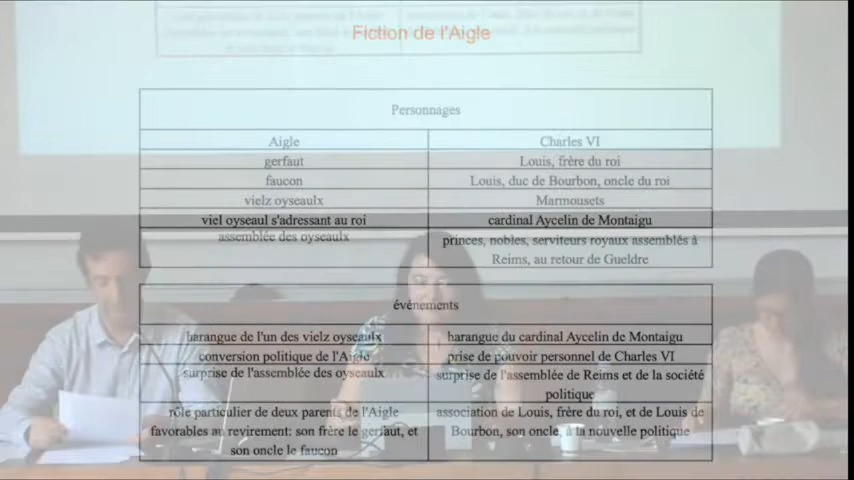 Fiction de l'Aigle
Personnages
Aigle
Charles VI
gerfaut
Louis, frère du roi
faucon
Louis, duc de Bourbon, oncle du roi
vielz oyseaulx
Marmousets
viel oyseaul s'adressant au roi
cardinal Aycelin de Montaigu
assemblée des oyseaulx
princes, nobles, serviteurs royaux assemblés à
Reims, au retour de Gueldre
événements
harangue de l'un des vielz oyseaulx
harangue du cardinal Aycelin de Montaigu
conversion politique de l'Aigle
prise de pouvoir personnel de Charles VI
surprise de l'assemblée des oyseaulx
surprise de l'assemblée de Reims et de la société
politique
rôle particulier de deux parents de l'Aigle
favorables au revirement: son frère le gerfaut, et
son oncle le faucon
association de Louis, frère du roi, et de Louis de
Bourbon, son oncle, à la nouvelle politique